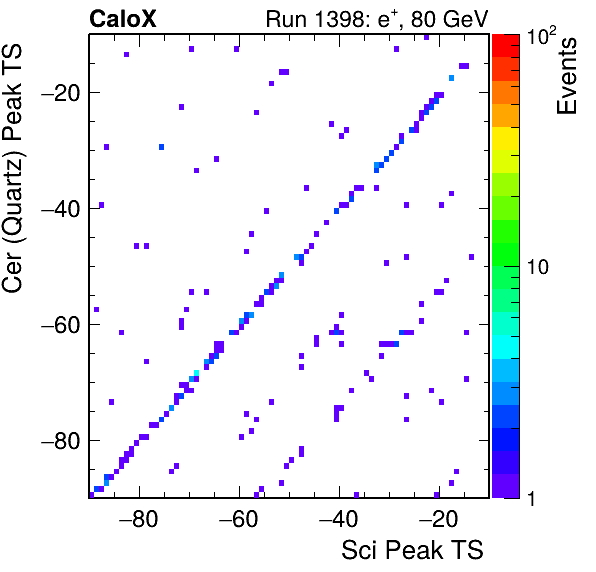 CaloX
Run 1398: e+, 80 GeV
Cer (Quartz) Peak TS
−20
−40
−60
−80
−80
−60
−40
−20
Sci Peak TS
10²
10
1
Events